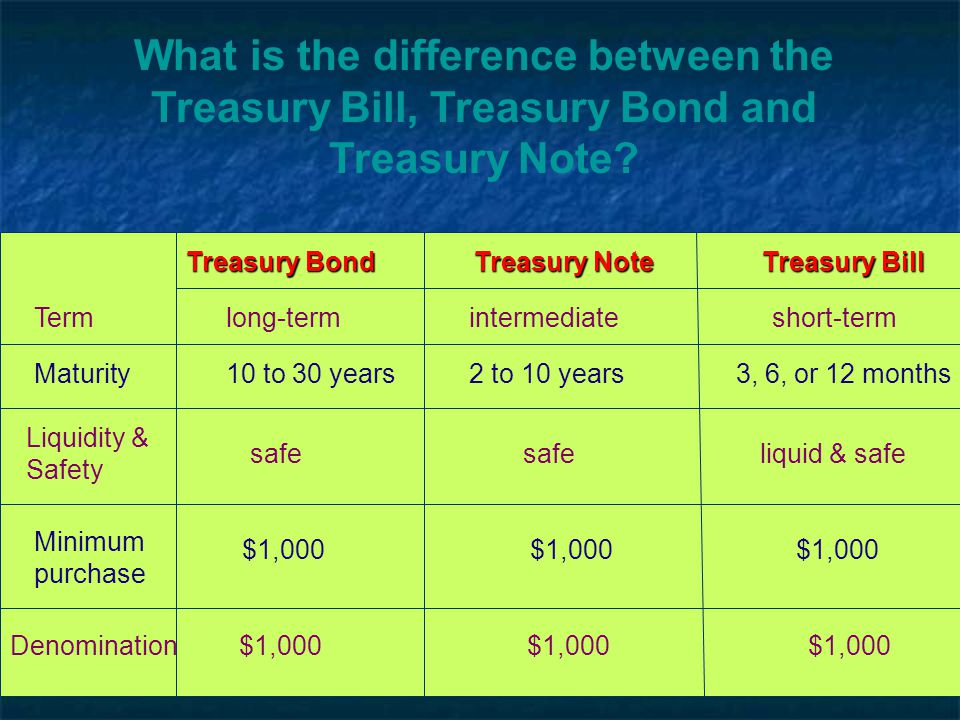 What is the difference between the
Treasury Bill, Treasury Bond and
Treasury Note?
Treasury Bond Treasury Note Treasury Bill
Term long-term intermediate short-term
Maturity 10 to 30 years 2 to 10 years 3, 6, or 12 months
Liquidity &
Safety safe safe liquid & safe
Minimum
purchase $1,000 $1,000 $1,000
Denomination $1,000 $1,000 $1,000